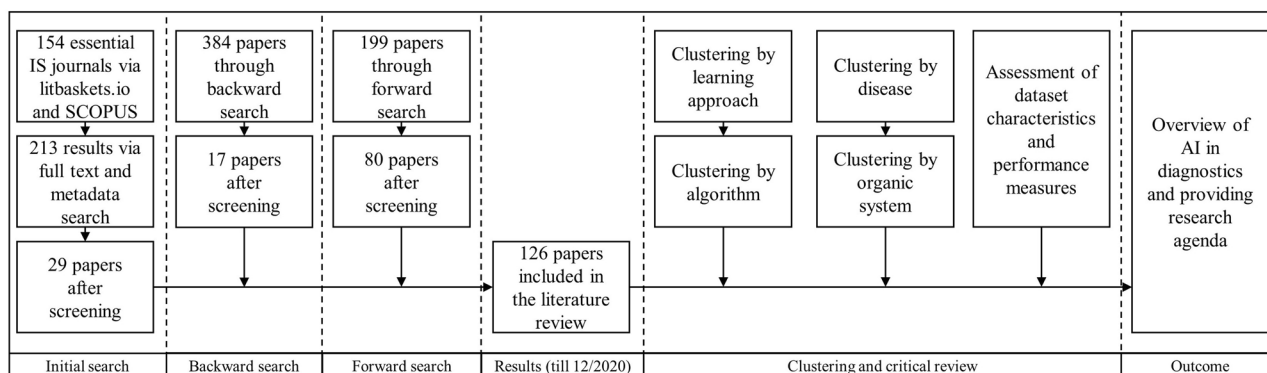 154 essential
IS journals via
litbaskets.io
and SCOPUS
213 results via
full text and
metadata
search
29 papers
after
screening
Initial search
384 papers
through
backward
search
17 papers
after
screening
Backward search
199 papers
through
forward
search
80 papers
after
screening
Forward search
126 papers
included in
the literature
review
Results (till 12/2020)
Clustering by
learning
approach
Clustering by
algorithm
Clustering by
disease
Clustering by
organic
system
Assessment of
dataset
characteristics
and
performance
measures
Clustering and critical review
Overview of
AI in
diagnostics
and providing
research
agenda
Outcome